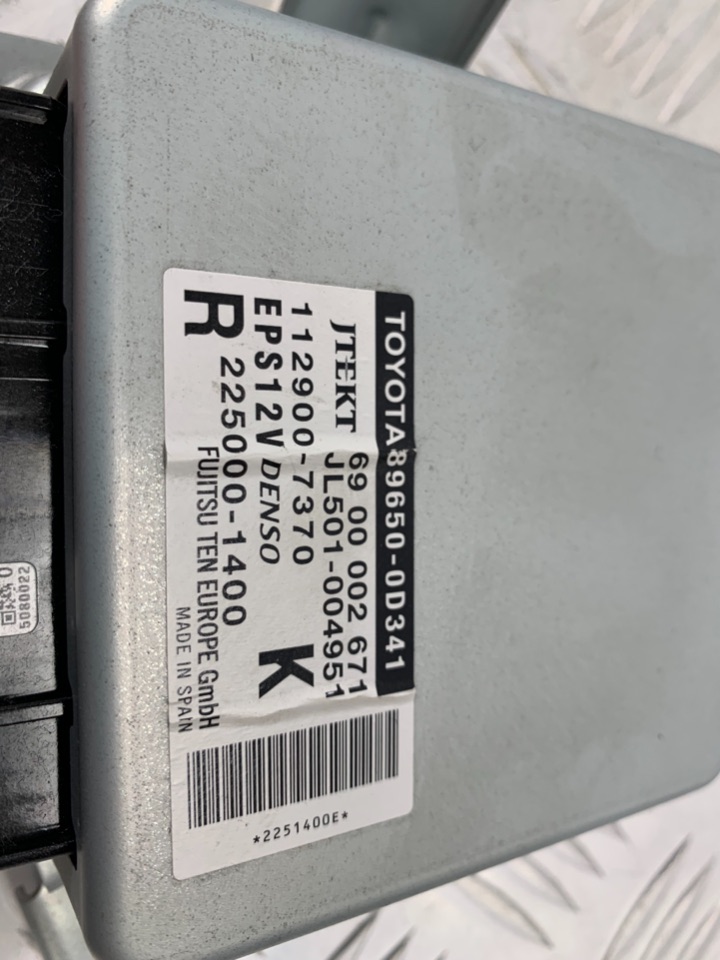 TOYOTA 89650-0D341
69 00 002 671
JTEKT JL501-004951
112900-7370
EPS12V DENSO K
R 225000-1400
FUJITSU TEN EUROPE GmbH
MADE IN SPAIN
*2251400E*
5080022